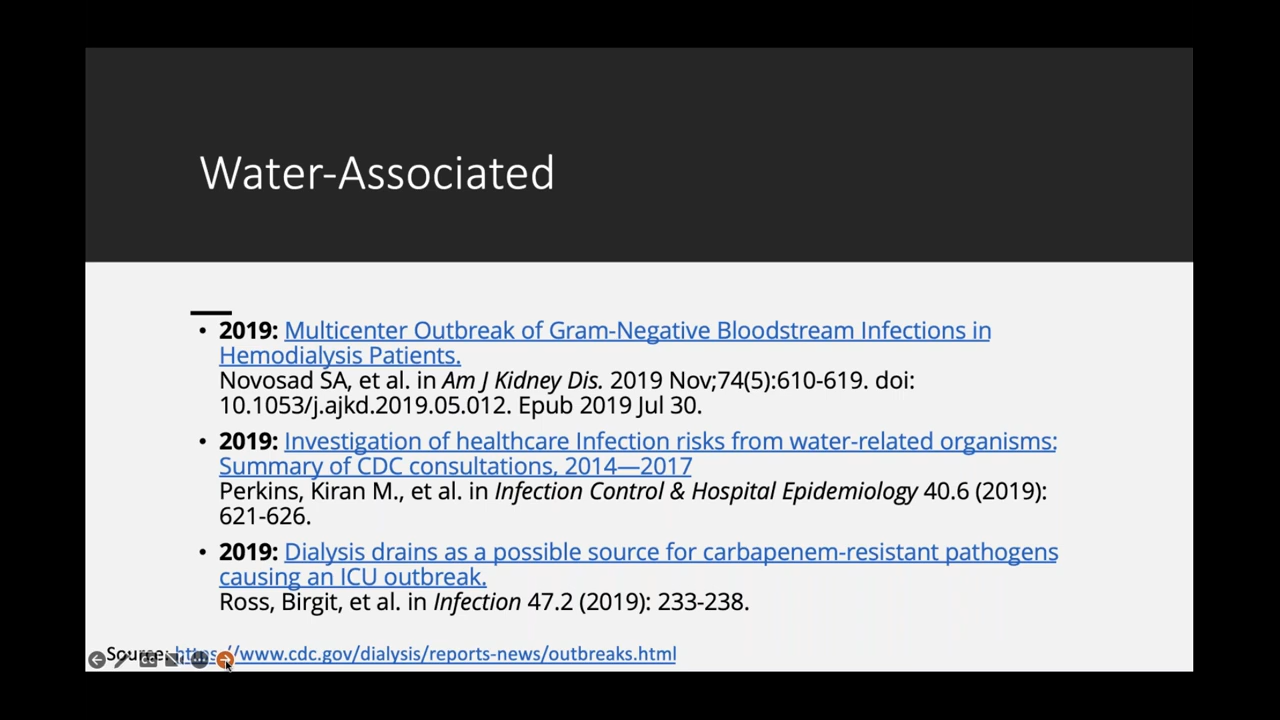 Water-Associated
• 2019: Multicenter Outbreak of Gram-Negative Bloodstream Infections in
Hemodialysis Patients.
Novosad SA, et al. in Am J Kidney Dis. 2019 Nov;74(5):610-619. doi:
10.1053/j.ajkd.2019.05.012. Epub 2019 Jul 30.
• 2019: Investigation of healthcare Infection risks from water-related organisms:
Summary of CDC consultations, 2014—2017
Perkins, Kiran M., et al. in Infection Control & Hospital Epidemiology 40.6 (2019):
621-626.
• 2019: Dialysis drains as a possible source for carbapenem-resistant pathogens
causing an ICU outbreak.
Ross, Birgit, et al. in Infection 47.2 (2019): 233-238.
Source: https://www.cdc.gov/dialysis/reports-news/outbreaks.html